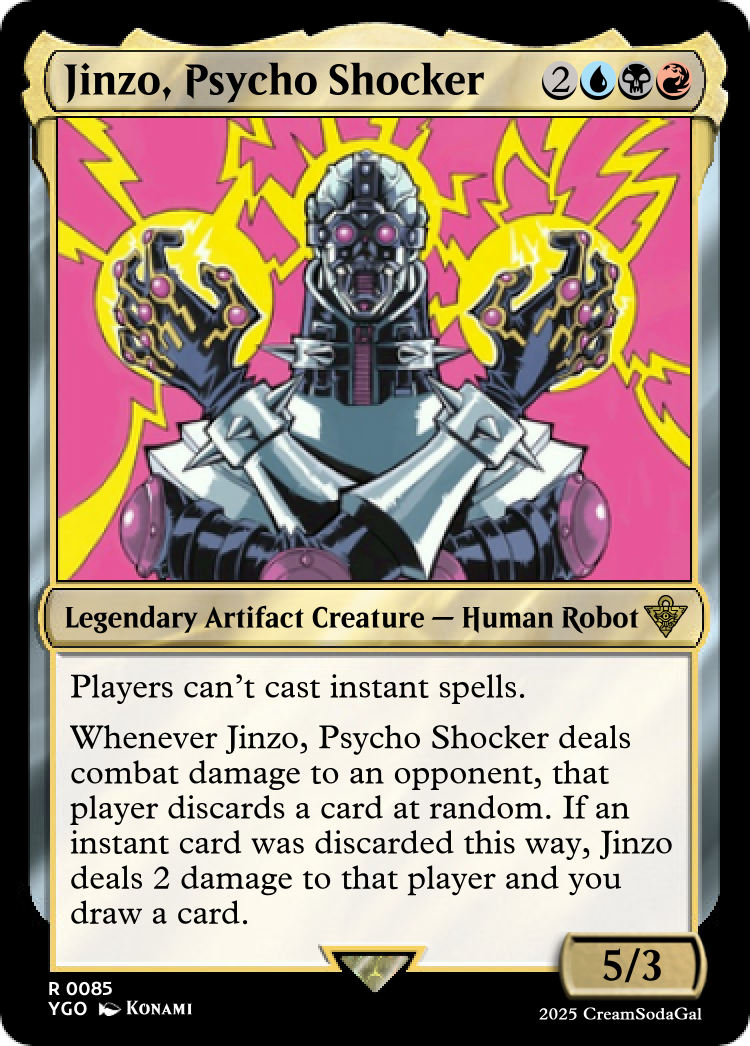 Jinzo, Psycho Shocker 2
Legendary Artifact Creature — Human Robot
Players can't cast instant spells.
Whenever Jinzo, Psycho Shocker deals
combat damage to an opponent, that
player discards a card at random. If an
instant card was discarded this way, Jinzo
deals 2 damage to that player and you
draw a card.
5/3
R 0085
YGO KONAMI
2025 CreamSodaGal